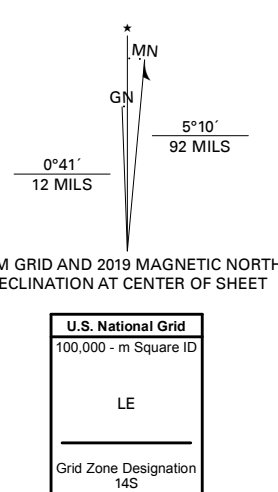 ★
MN
GN
5°10´
92 MILS
0°41´
12 MILS
M GRID AND 2019 MAGNETIC NORTH
ECLINATION AT CENTER OF SHEET
U.S. National Grid
100,000 - m Square ID
LE
Grid Zone Designation
14S